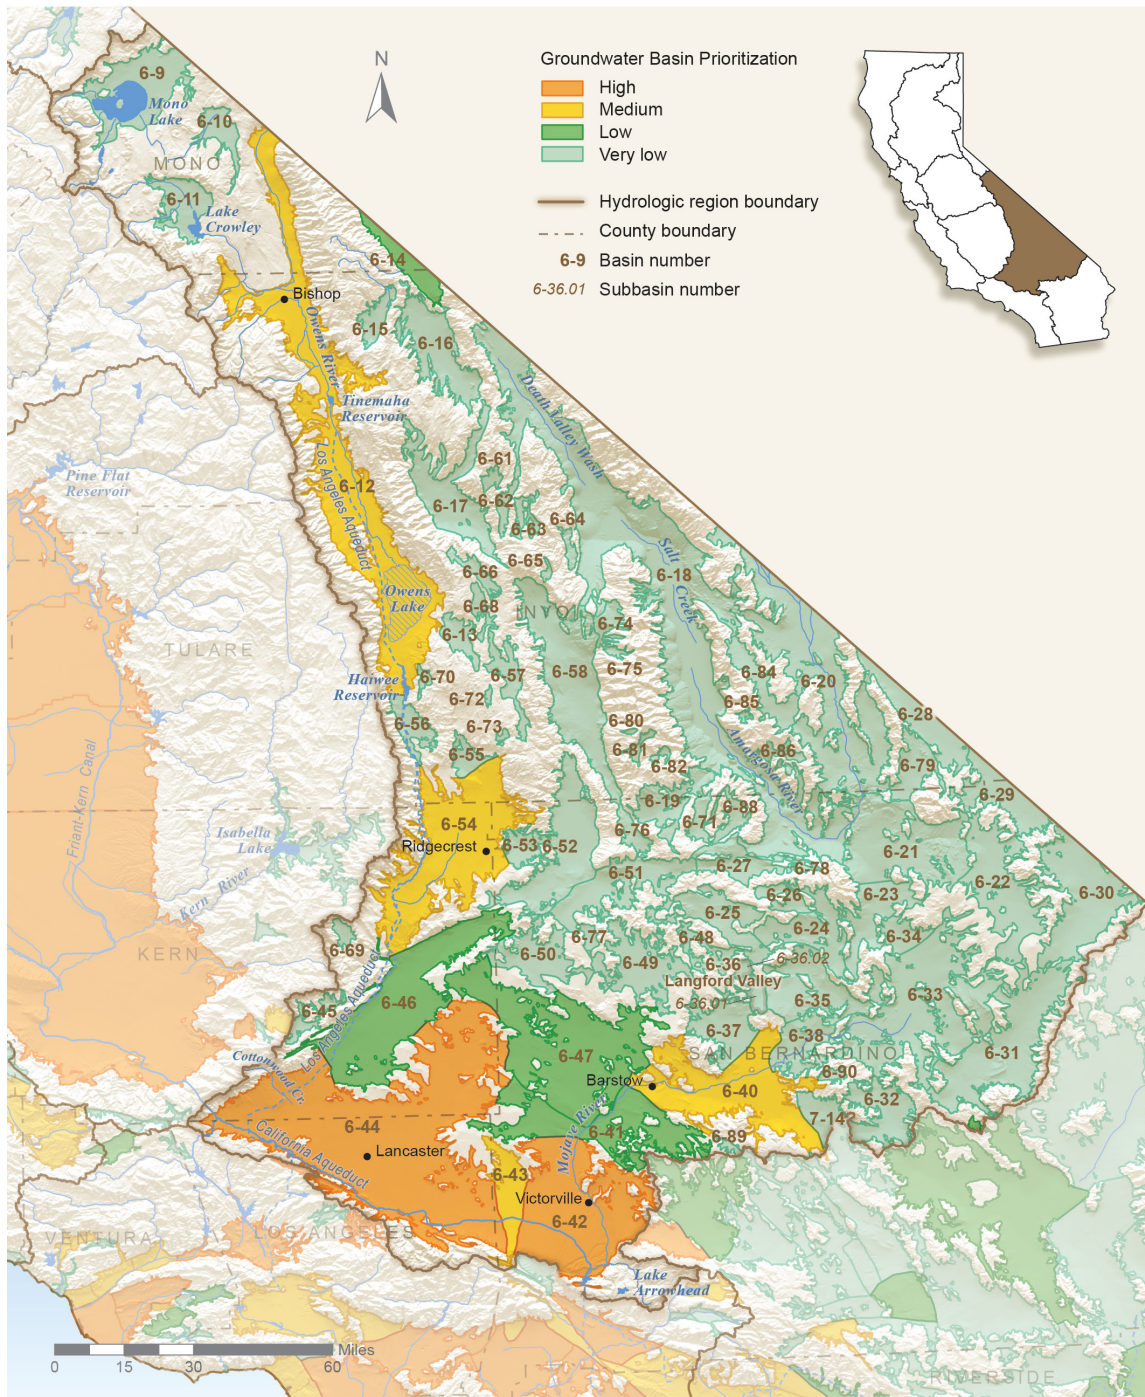 N
Groundwater Basin Prioritization
High
Medium
Low
Very low
Hydrologic region boundary
County boundary
6-9 Basin number
6-36.01 Subbasin number
6-9
Mono
Lake
6-10
MONO
6-11
Lake
Crowley
6-14
Bishop
Owens River
6-15
6-16
Death Valley Wash
Tinemaha
Reservoir
Los Angeles Aqueduct
6-12
Pine Flat
Reservoir
6-61
6-17
6-62
6-63
6-64
6-65
6-66
6-68
6-13
Owens
Lake
INYO
Salt
Creek
6-18
6-74
6-75
6-58
6-57
6-70
6-72
6-73
Haiwee
Reservoir
6-56
6-55
TULARE
6-84
6-85
6-20
6-28
6-79
6-86
Amargosa River
6-80
6-81
6-82
6-29
6-19
6-88
6-71
6-76
Friant-Kern Canal
Isabella
Lake
Kern River
KERN
6-54
Ridgecrest
6-53
6-52
6-51
6-27
6-78
6-21
6-22
6-30
6-26
6-23
6-25
6-24
6-34
6-69
6-50
6-77
6-48
6-49
6-36
6-36.02
Langford Valley
6-36.01
6-35
6-33
6-45
6-46
Los Angeles Aqueduct
6-37
6-38
6-31
SAN BERNARDINO
6-47
Barstow
6-40
6-90
6-32
7-142
6-89
Cottonwood Cr.
6-44
6-41
Mojave River
California Aqueduct
Lancaster
6-43
Victorville
6-42
VENTURA
LOS ANGELES
Lake
Arrowhead
RIVERSIDE
Miles
0 15 30 60